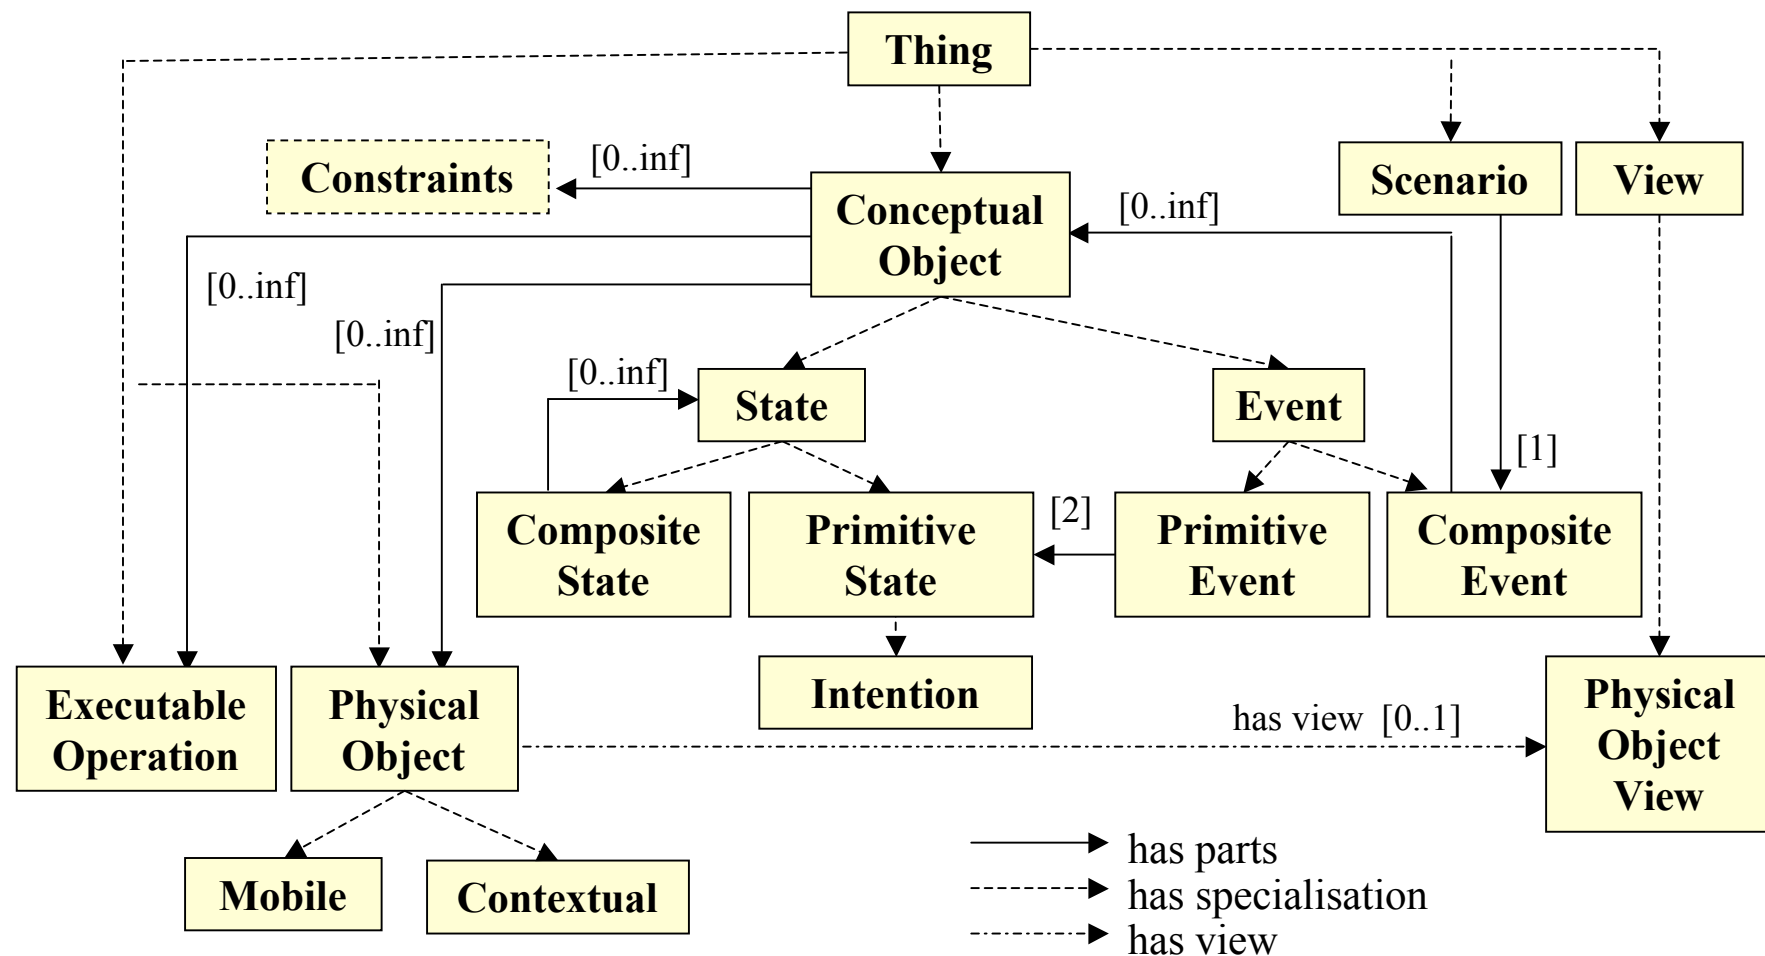 Thing
[0..inf]
Constraints
Scenario
View
Conceptual
Object
[0..inf]
[0..inf]
[0..inf]
[0..inf]
State
Event
[1]
[2]
Composite
State
Primitive
State
Primitive
Event
Composite
Event
Executable
Operation
Physical
Object
Intention
has view [0..1]
Physical
Object
View
Mobile
Contextual
has parts
has specialisation
has view